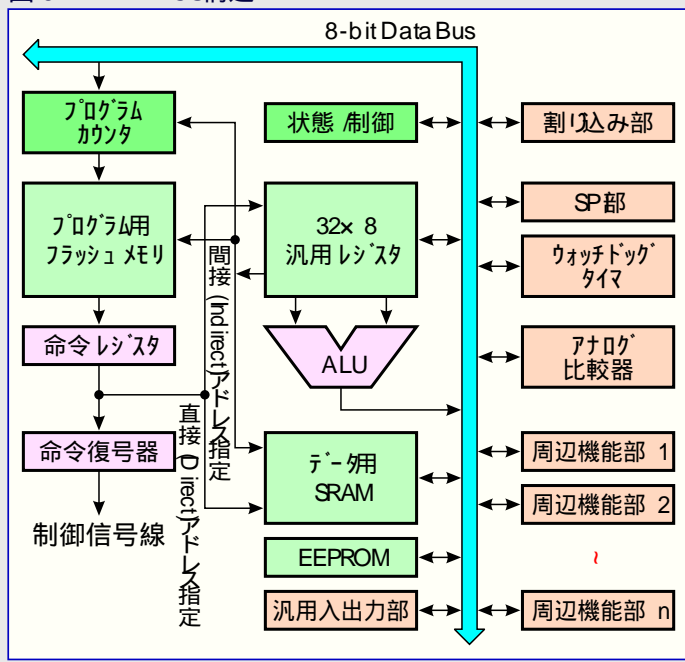 8-bit Data Bus
プログラム
カウンタ
状態/制御
割り込み部
プログラム用
フラッシュ メモリ
32× 8
汎用レジスタ
SPI部
ウォッチドッグ
タイマ
命令レジスタ
ALU
アナログ
比較器
間接(Indirect)アドレス指定
直接(Direct)アドレス指定
命令復号器
制御信号線
データ用
SRAM
周辺機能部 1
周辺機能部 2
EEPROM
~
汎用入出力部
周辺機能部 n